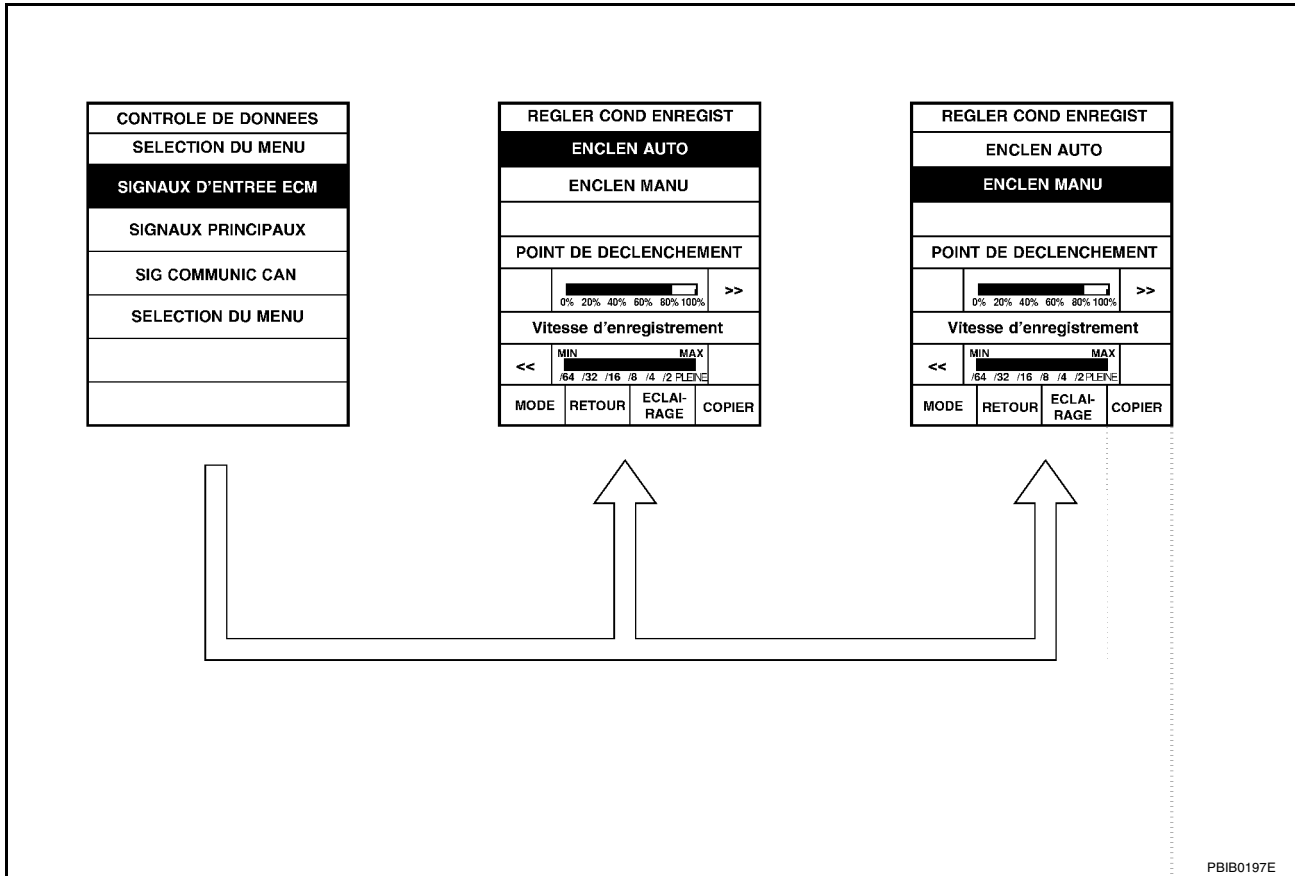 CONTROLE DE DONNEES
SELECTION DU MENU
SIGNAUX D'ENTREE ECM
SIGNAUX PRINCIPAUX
SIG COMMUNIC CAN
SELECTION DU MENU
REGLER COND ENREGIST
ENCLEN AUTO
ENCLEN MANU
POINT DE DECLENCHEMENT
>>
0% 20% 40% 60% 80% 100%
Vitesse d'enregistrement
MIN MAX
<<
/64 /32 /16 /8 /4 /2 PLEINE
MODE RETOUR ECLAI-
RAGE COPIER
REGLER COND ENREGIST
ENCLEN AUTO
ENCLEN MANU
POINT DE DECLENCHEMENT
>>
0% 20% 40% 60% 80% 100%
Vitesse d'enregistrement
MIN MAX
<<
/64 /32 /16 /8 /4 /2 PLEINE
MODE RETOUR ECLAI-
RAGE COPIER
PBIB0197E